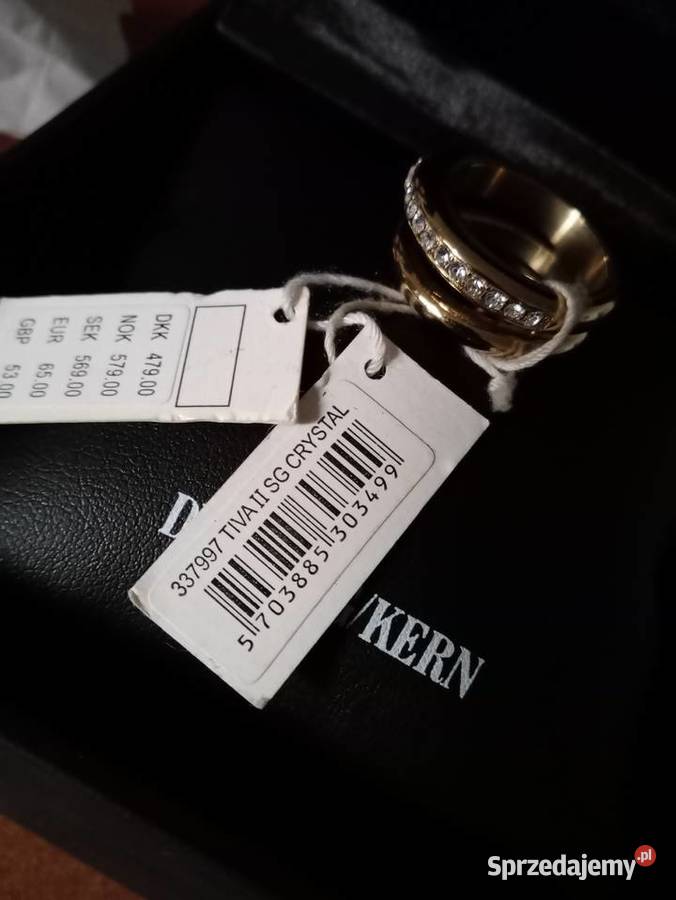 DKK 479.00
NOK 579.00
SEK 569.00
EUR 65.00
GBP 53.00
337997 TIVA II SG CRYSTAL
5 703885 303499
D
/KERN
Sprzedajemy.pl